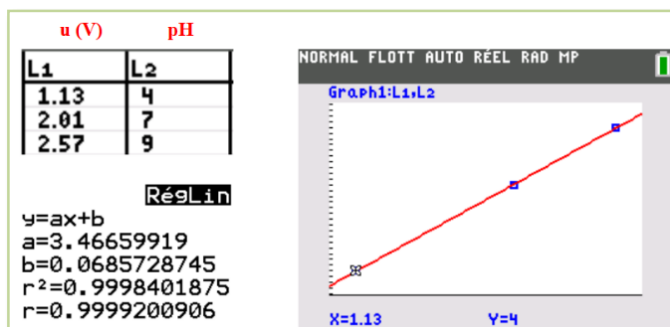 u (V) pH
L1 L2
1.13 4
2.01 7
2.57 9
RégLin
y=ax+b
a=3.46659919
b=0.0685728745
r²=0.9998401875
r=0.9999200906
NORMAL FLOTT AUTO RÉEL RAD MP
Graph1:L1,L2
X=1.13 Y=4